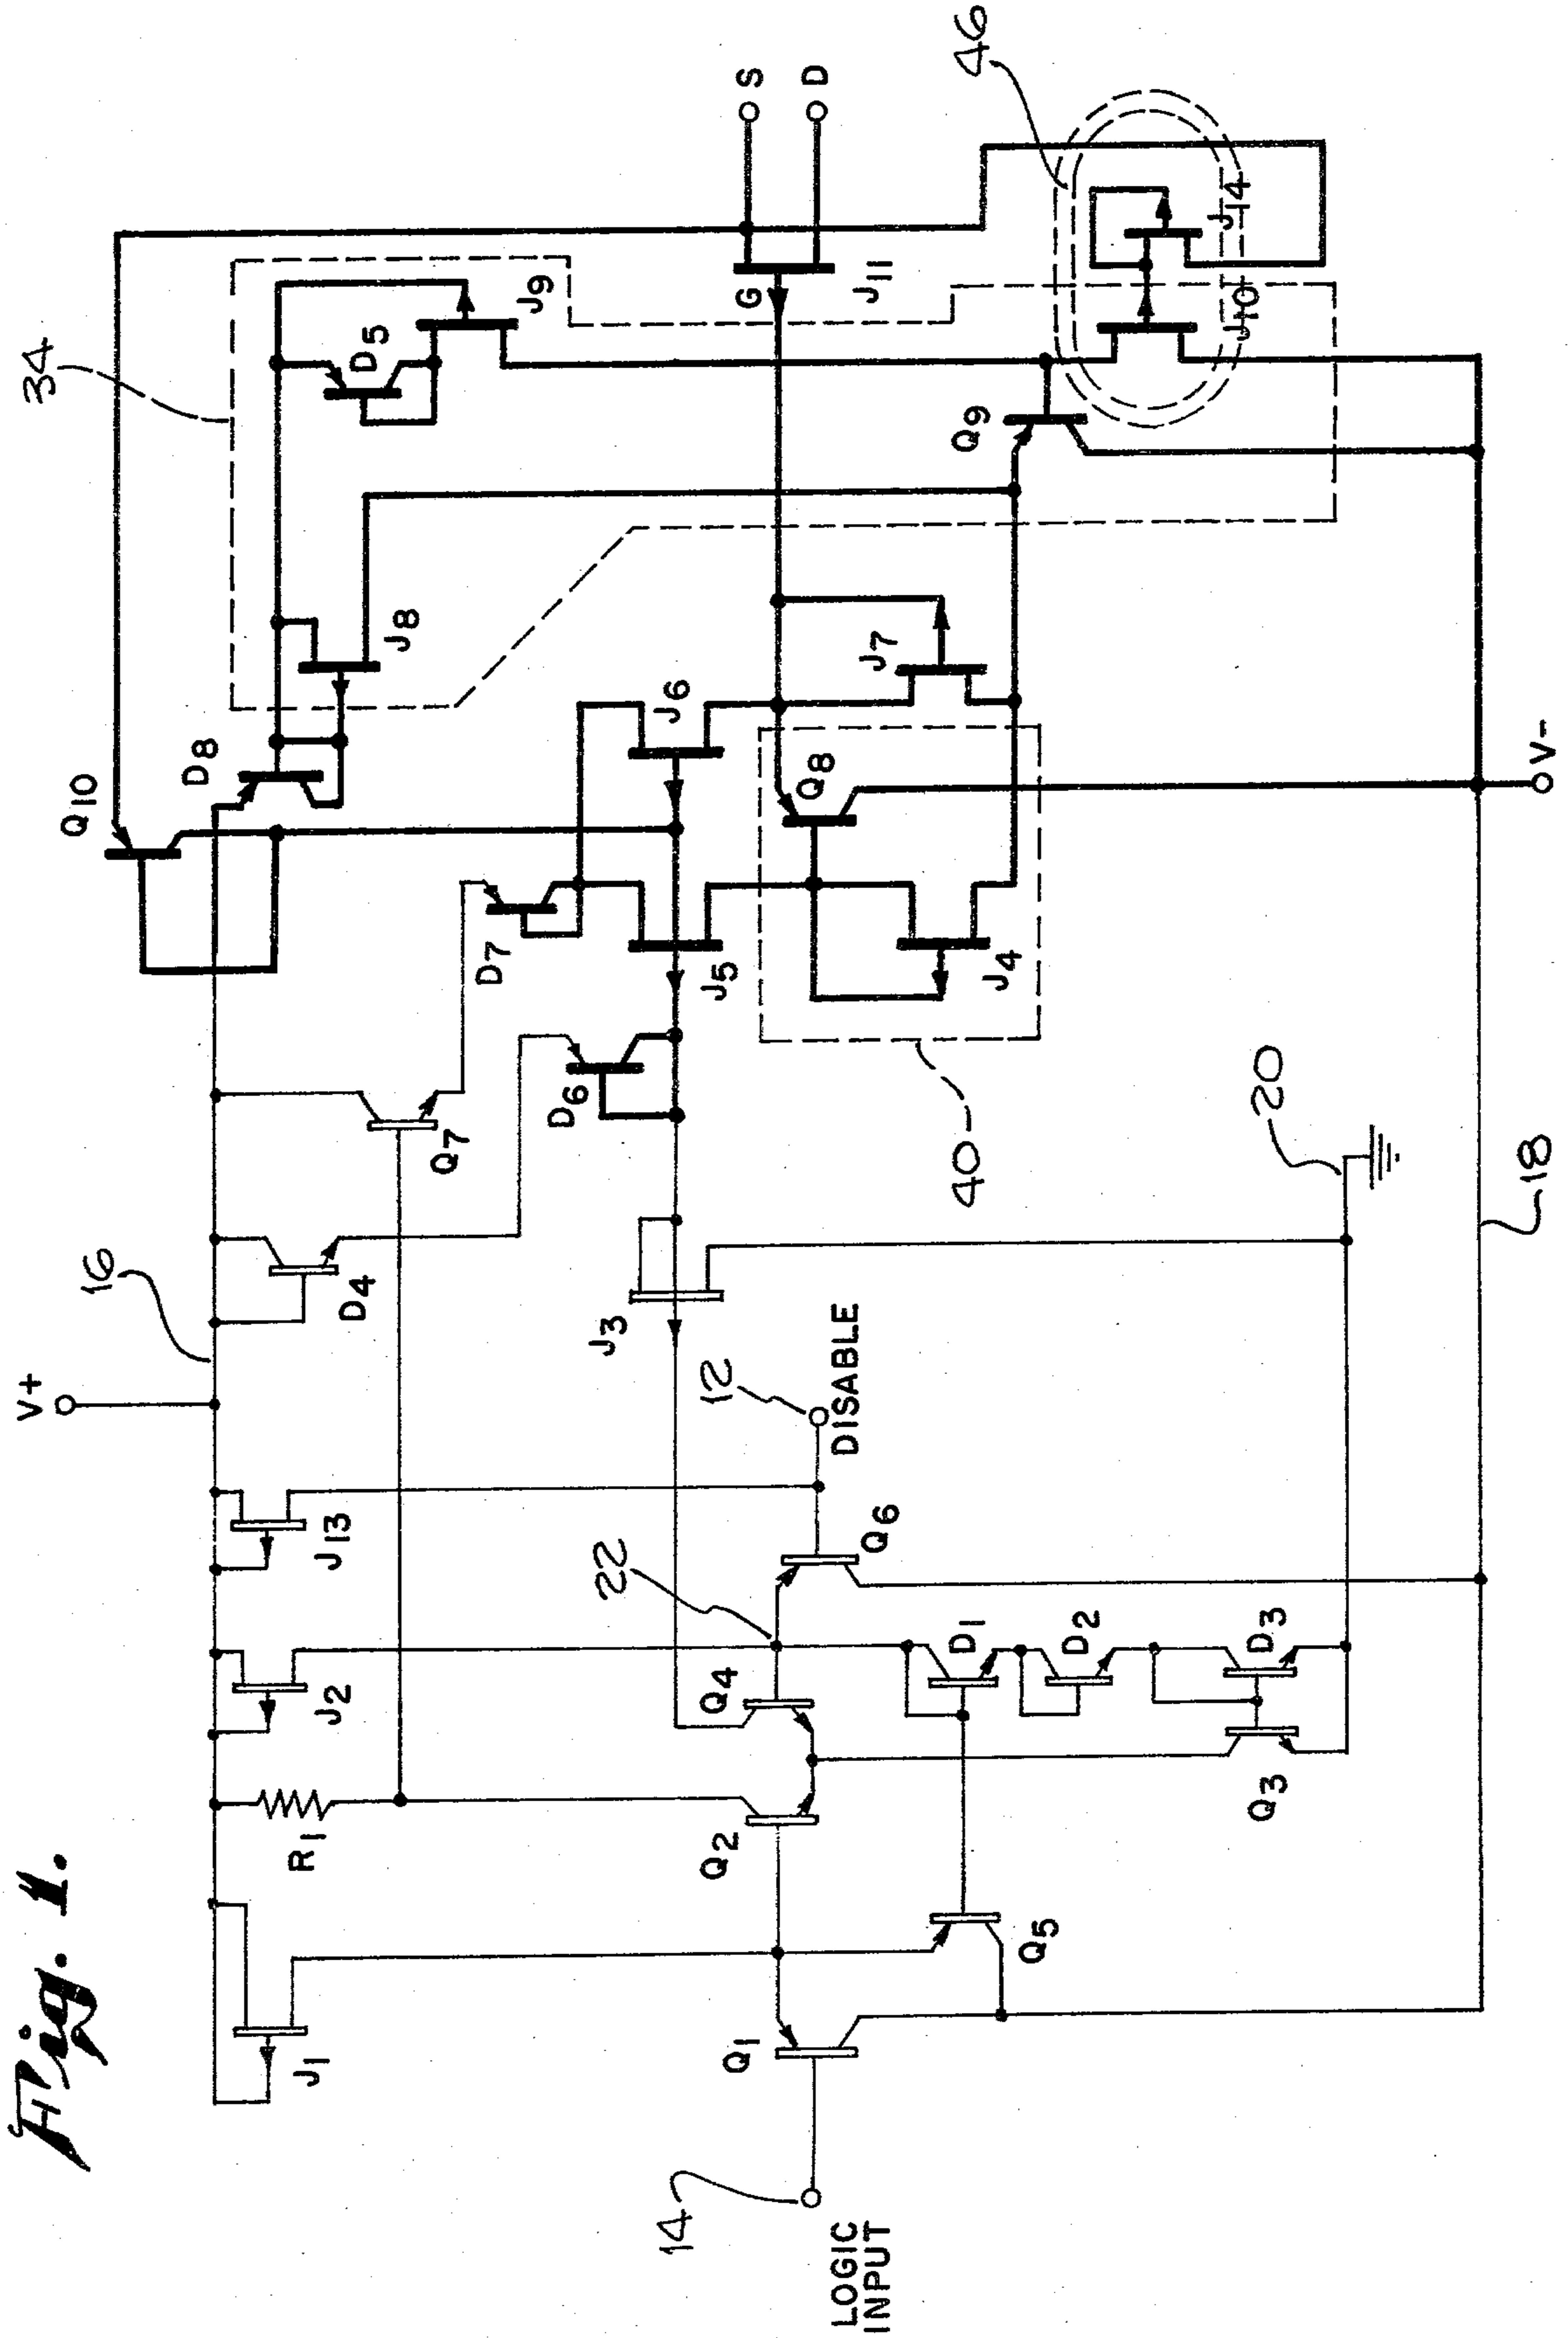 Fig. 1.
V+
16
J1
R1
J2
J13
D4
Q7
D7
D6
Q10
D8
34
J8
D5
J9
J3
J5
J6
S
D
G
J11
LOGIC
INPUT
14
Q1
Q2
Q4
22
Q6
12
DISABLE
Q8
J7
J4
40
Q9
46
J10
J14
Q5
D1
D2
Q3
D3
20
18
V-